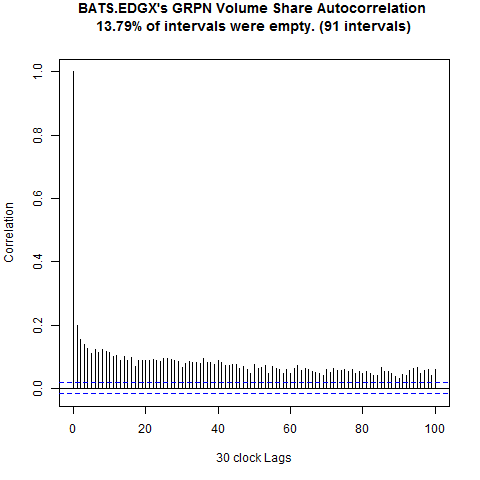 BATS.EDGX's GRPN Volume Share Autocorrelation
13.79% of intervals were empty. (91 intervals)
Correlation
1.0
0.8
0.6
0.4
0.2
0.0
0 20 40 60 80 100
30 clock Lags